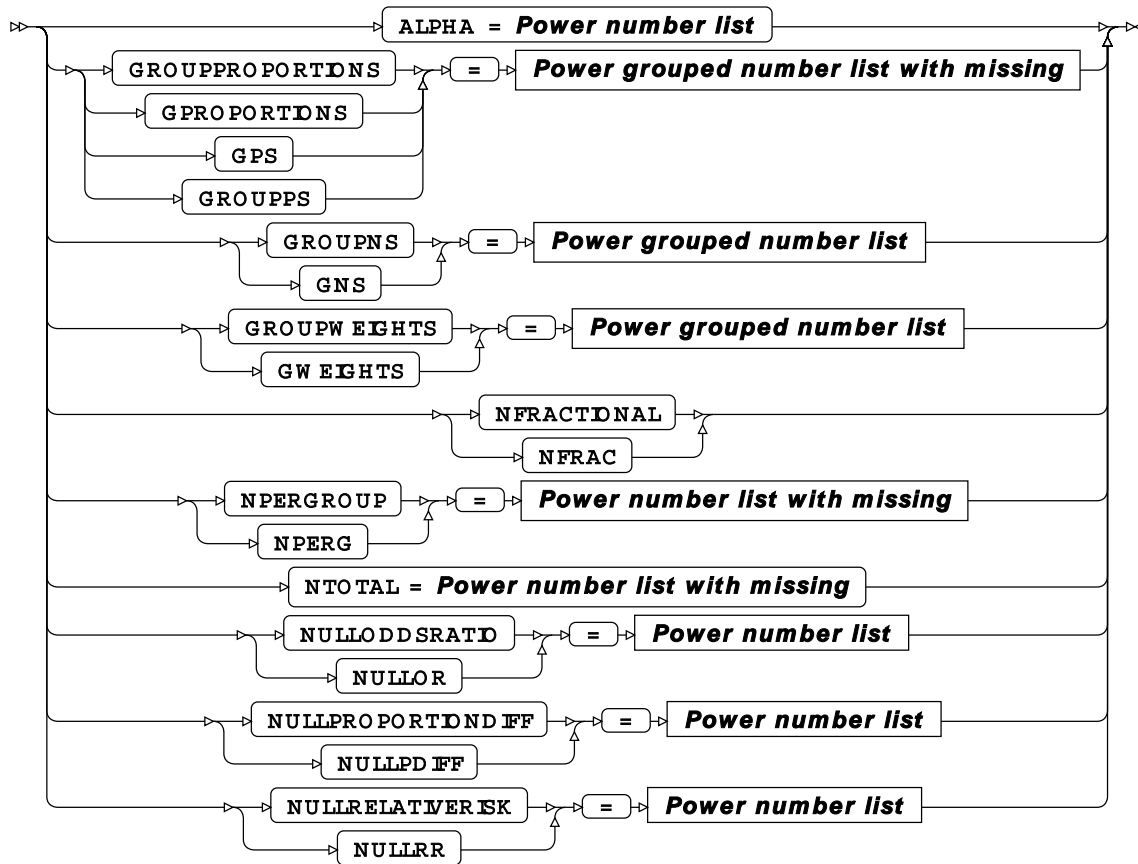 ALPHA = Power number list
GROUPPROPORTIONS = Power grouped number list with missing
GPROPORTIONS
GPS
GROUPPS
GROUPNS = Power grouped number list
GNS
GROUPWEIGHTS = Power grouped number list
GWEIGHTS
NFRACTIONAL
NFRAC
NPERGROUP = Power number list with missing
NPERG
NTOTAL = Power number list with missing
NULLODDSRATIO = Power number list
NULLOR
NULLPROPORTIONDIFF = Power number list
NULLPDIFF
NULLRELATIVERISK = Power number list
NULLRR